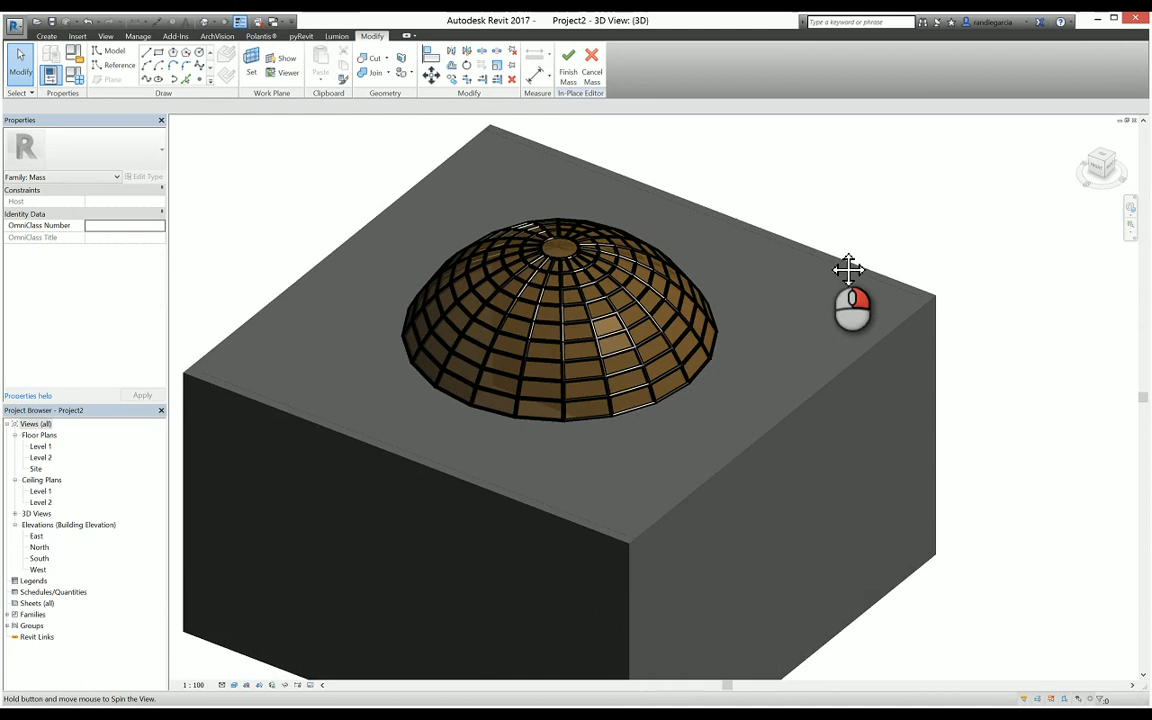 Autodesk Revit 2017 - Project2 - 3D View: {3D}
Type a keyword or phrase
randlegarcia
Create Insert View Manage Add-Ins ArchVision Polantis® pyRevit Lumion Modify
Modify
Model
Reference
Plane
Set
Show
Viewer
Paste
Cut
Join
Finish Mass
Cancel Mass
Select Properties Draw Work Plane Clipboard Geometry Modify Measure In-Place Editor
Properties
Family: Mass
Edit Type
Constraints
Host
Identity Data
OmniClass Number
OmniClass Title
Properties help
Apply
Project Browser - Project2
Views (all)
Floor Plans
Level 1
Level 2
Site
Ceiling Plans
Level 1
Level 2
3D Views
Elevations (Building Elevation)
East
North
South
West
Legends
Schedules/Quantities
Sheets (all)
Families
Groups
Revit Links
1 : 100
Hold button and move mouse to Spin the View.
:0